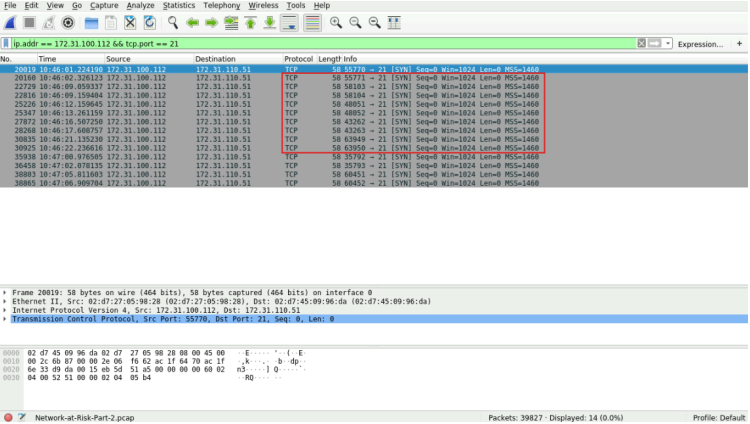 File Edit View Go Capture Analyze Statistics Telephony Wireless Tools Help
ip.addr == 172.31.100.112 && tcp.port == 21 Expression... +
No. Time Source Destination Protocol Length Info
20019 10:46:01.224190 172.31.100.112 172.31.110.51 TCP 58 55770 → 21 [SYN] Seq=0 Win=1024 Len=0 MSS=1460
20160 10:46:02.326123 172.31.100.112 172.31.110.51 TCP 58 55771 → 21 [SYN] Seq=0 Win=1024 Len=0 MSS=1460
22729 10:46:09.059337 172.31.100.112 172.31.110.51 TCP 58 58103 → 21 [SYN] Seq=0 Win=1024 Len=0 MSS=1460
22816 10:46:09.159404 172.31.100.112 172.31.110.51 TCP 58 58104 → 21 [SYN] Seq=0 Win=1024 Len=0 MSS=1460
25226 10:46:12.159645 172.31.100.112 172.31.110.51 TCP 58 48051 → 21 [SYN] Seq=0 Win=1024 Len=0 MSS=1460
25347 10:46:13.261159 172.31.100.112 172.31.110.51 TCP 58 48052 → 21 [SYN] Seq=0 Win=1024 Len=0 MSS=1460
27872 10:46:16.507250 172.31.100.112 172.31.110.51 TCP 58 43262 → 21 [SYN] Seq=0 Win=1024 Len=0 MSS=1460
28268 10:46:17.608757 172.31.100.112 172.31.110.51 TCP 58 43263 → 21 [SYN] Seq=0 Win=1024 Len=0 MSS=1460
30835 10:46:21.135230 172.31.100.112 172.31.110.51 TCP 58 63949 → 21 [SYN] Seq=0 Win=1024 Len=0 MSS=1460
30925 10:46:22.236616 172.31.100.112 172.31.110.51 TCP 58 63950 → 21 [SYN] Seq=0 Win=1024 Len=0 MSS=1460
35938 10:47:00.976505 172.31.100.112 172.31.110.51 TCP 58 35792 → 21 [SYN] Seq=0 Win=1024 Len=0 MSS=1460
36458 10:47:02.078135 172.31.100.112 172.31.110.51 TCP 58 35793 → 21 [SYN] Seq=0 Win=1024 Len=0 MSS=1460
38803 10:47:05.811603 172.31.100.112 172.31.110.51 TCP 58 60451 → 21 [SYN] Seq=0 Win=1024 Len=0 MSS=1460
38865 10:47:06.909704 172.31.100.112 172.31.110.51 TCP 58 60452 → 21 [SYN] Seq=0 Win=1024 Len=0 MSS=1460
Frame 20019: 58 bytes on wire (464 bits), 58 bytes captured (464 bits) on interface 0
Ethernet II, Src: 02:d7:27:05:98:28 (02:d7:27:05:98:28), Dst: 02:d7:45:09:96:da (02:d7:45:09:96:da)
Internet Protocol Version 4, Src: 172.31.100.112, Dst: 172.31.110.51
Transmission Control Protocol, Src Port: 55770, Dst Port: 21, Seq: 0, Len: 0
0000 02 d7 45 09 96 da 02 d7 27 05 98 28 08 00 45 00 ··E····· '··(··E·
0010 00 2c 6b 87 00 00 2e 06 f6 62 ac 1f 64 70 ac 1f ·,k···.· ·b··dp··
0020 6e 33 d9 da 00 15 eb 5d 51 a5 00 00 00 00 60 02 n3·····] Q·····`·
0030 04 00 52 51 00 00 02 04 05 b4 ··RQ···· ··
Network-at-Risk-Part-2.pcap Packets: 39827 · Displayed: 14 (0.0%) Profile: Default